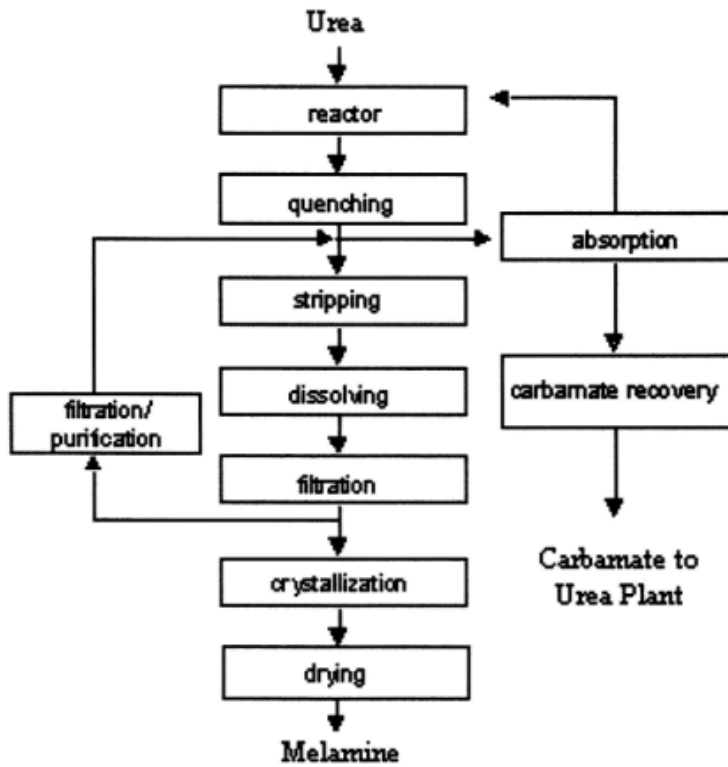 Urea
reactor
quenching
absorption
stripping
dissolving
carbamate recovery
filtration/
purification
filtration
Carbamate to
Urea Plant
crystallization
drying
Melamine